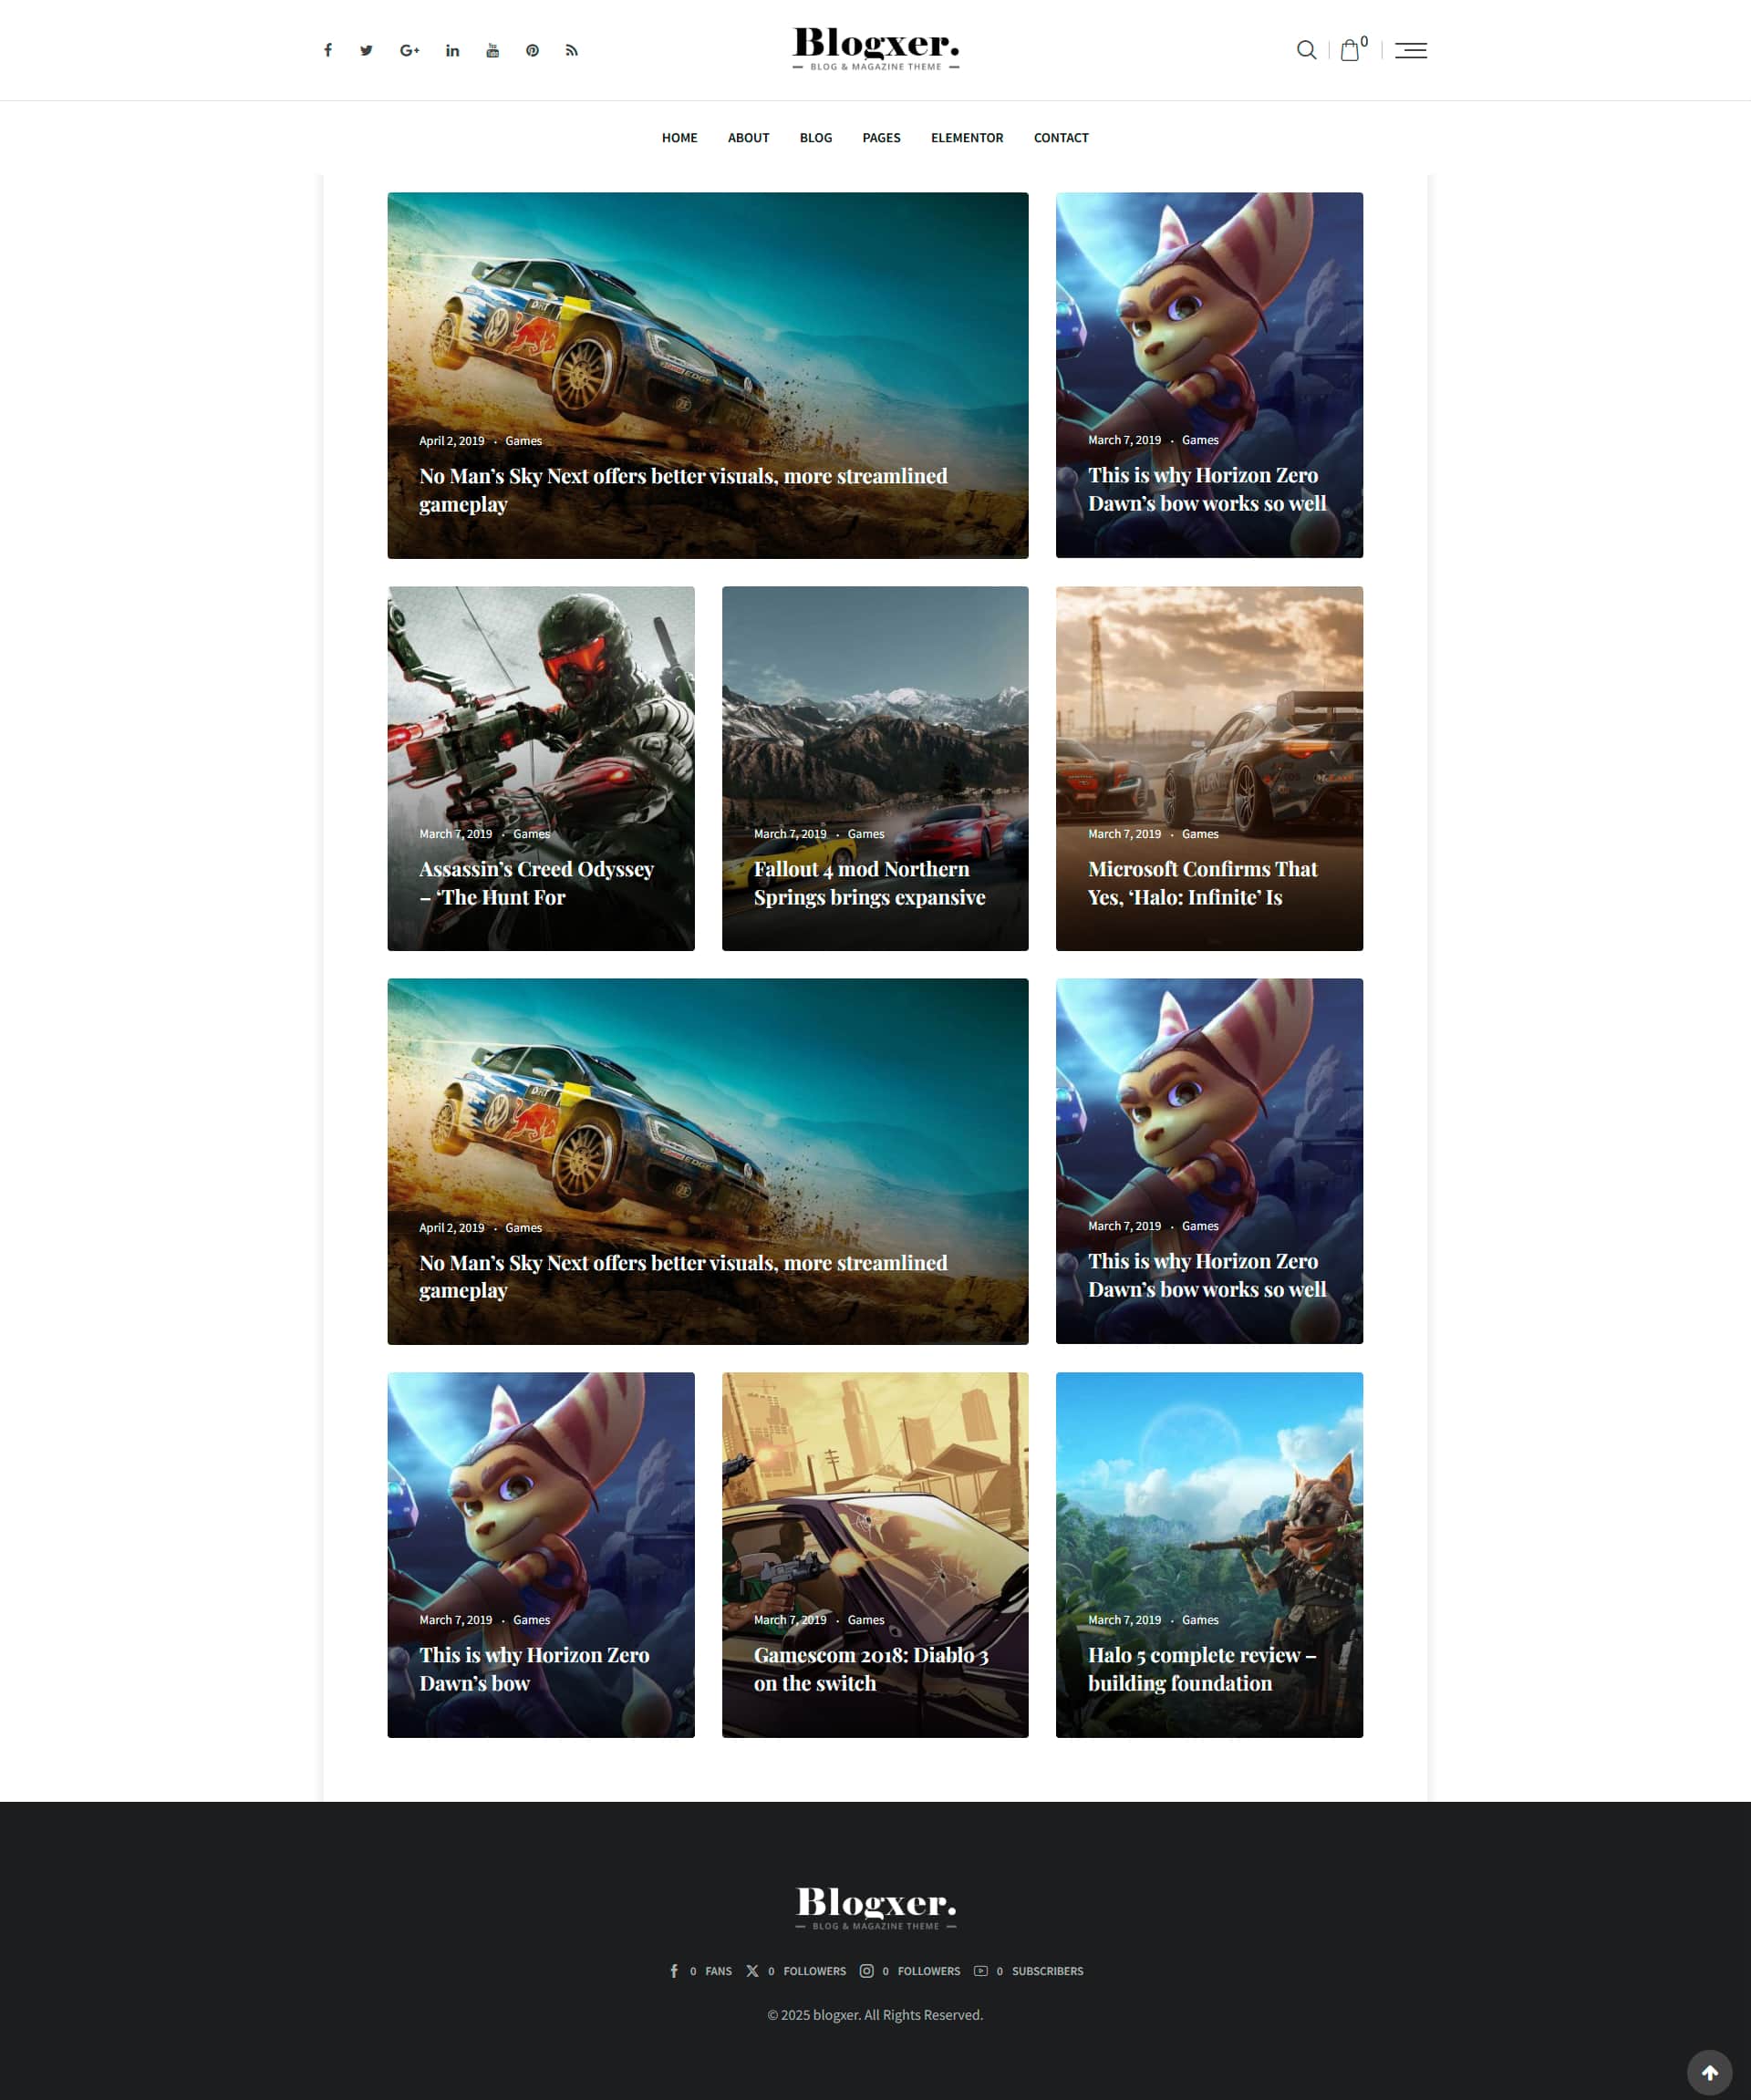 Blogxer.
BLOG & MAGAZINE THEME
0
HOME ABOUT BLOG PAGES ELEMENTOR CONTACT
April 2, 2019 · Games
No Man’s Sky Next offers better visuals, more streamlined
gameplay
March 7, 2019 · Games
This is why Horizon Zero
Dawn’s bow works so well
March 7, 2019 · Games
Assassin’s Creed Odyssey
– ‘The Hunt For
March 7, 2019 · Games
Fallout 4 mod Northern
Springs brings expansive
March 7, 2019 · Games
Microsoft Confirms That
Yes, ‘Halo: Infinite’ Is
April 2, 2019 · Games
No Man’s Sky Next offers better visuals, more streamlined
gameplay
March 7, 2019 · Games
This is why Horizon Zero
Dawn’s bow works so well
March 7, 2019 · Games
This is why Horizon Zero
Dawn’s bow
March 7, 2019 · Games
Gamescom 2018: Diablo 3
on the switch
March 7, 2019 · Games
Halo 5 complete review –
building foundation
Blogxer.
BLOG & MAGAZINE THEME
0 FANS 0 FOLLOWERS 0 FOLLOWERS 0 SUBSCRIBERS
© 2025 blogxer. All Rights Reserved.